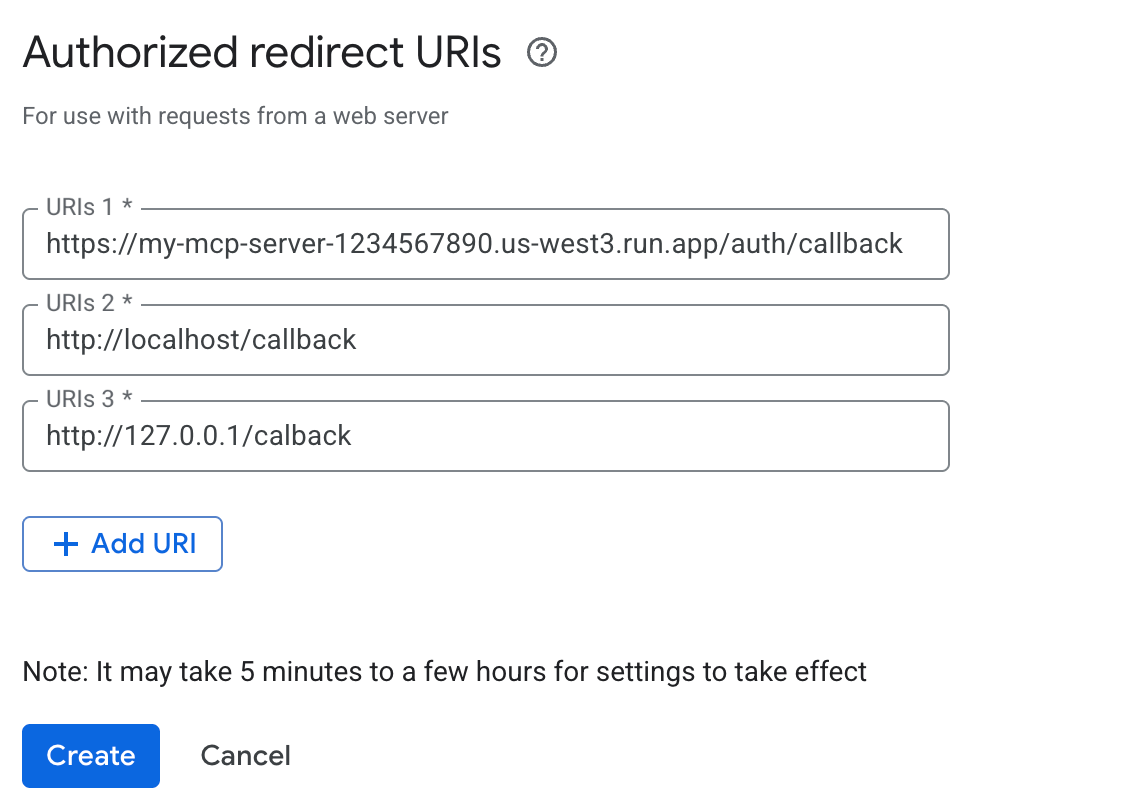 Authorized redirect URIs
For use with requests from a web server
URIs 1 *
https://my-mcp-server-1234567890.us-west3.run.app/auth/callback
URIs 2 *
http://localhost/callback
URIs 3 *
http://127.0.0.1/calback
Add URI
Note: It may take 5 minutes to a few hours for settings to take effect
Create Cancel